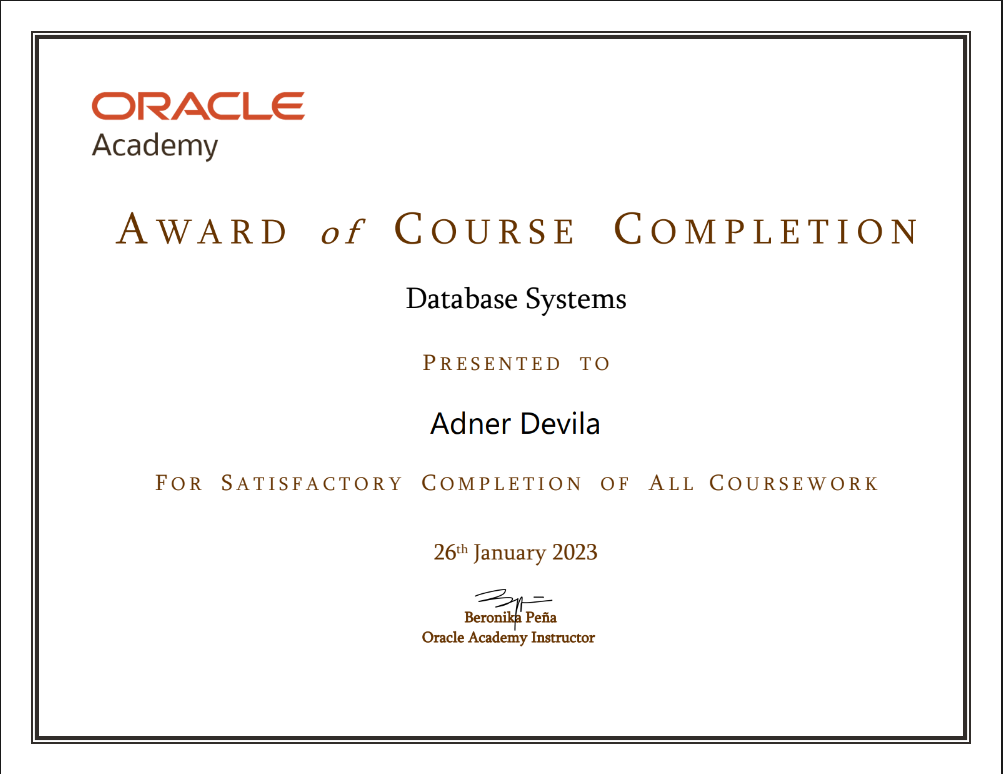 ORACLE
Academy
AWARD of COURSE COMPLETION
Database Systems
PRESENTED TO
Adner Devila
FOR SATISFACTORY COMPLETION OF ALL COURSEWORK
26th January 2023
Beronika Peña
Oracle Academy Instructor